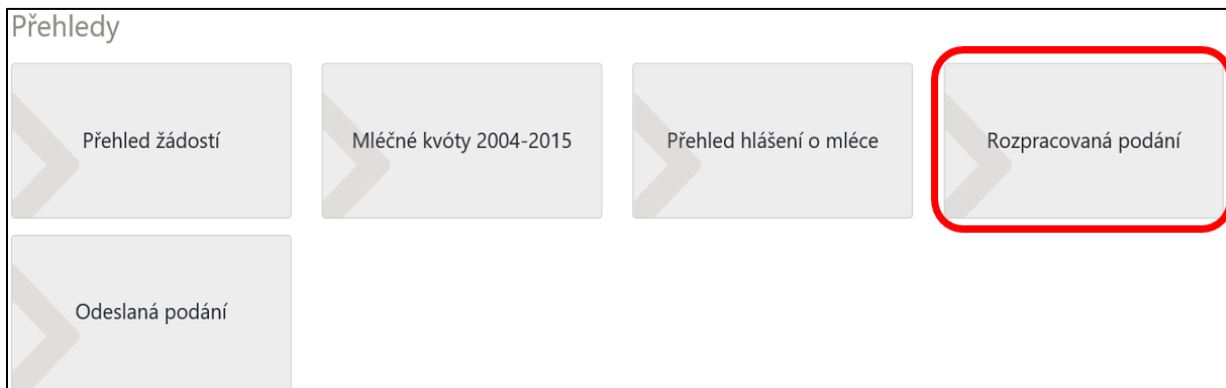 Přehledy
Přehled žádostí
Mléčné kvóty 2004-2015
Přehled hlášení o mléce
Rozpracovaná podání
Odeslaná podání